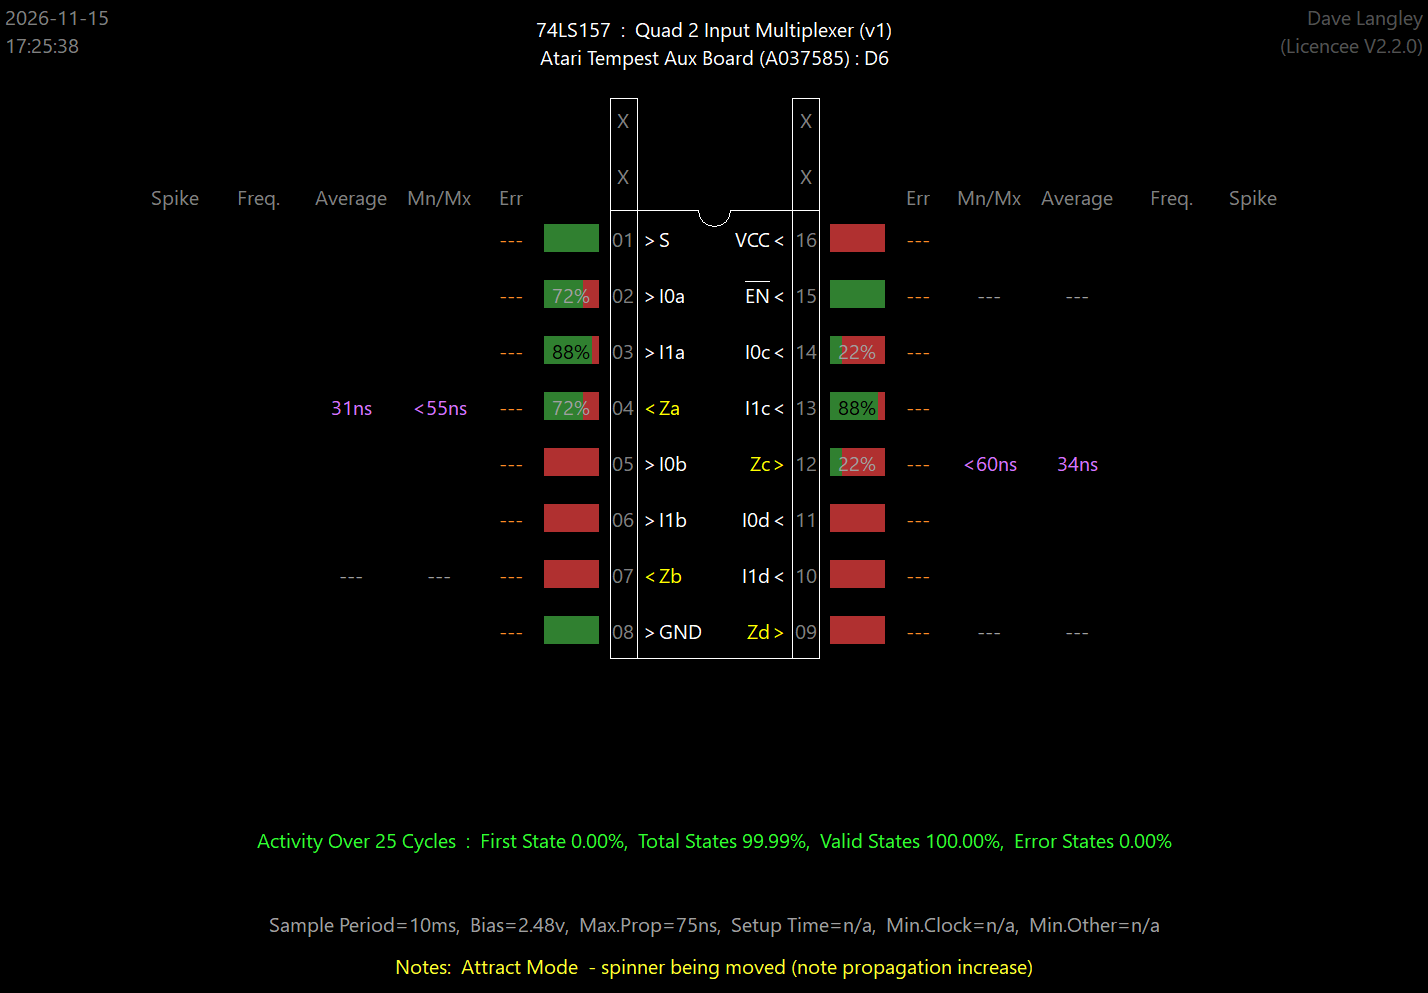 2026-11-15
17:25:38
74LS157 : Quad 2 Input Multiplexer (v1)
Atari Tempest Aux Board (A037585) : D6
Dave Langley
(Licencee V2.2.0)
X X
X X
Spike Freq. Average Mn/Mx Err Err Mn/Mx Average Freq. Spike
--- 01 >S VCC< 16 ---
--- 72% 02 >I0a EN< 15 --- --- ---
--- 88% 03 >I1a I0c< 14 22% ---
31ns <55ns --- 72% 04 <Za I1c< 13 88% ---
--- 05 >I0b Zc> 12 22% --- <60ns 34ns
--- 06 >I1b I0d< 11 ---
--- --- --- 07 <Zb I1d< 10 ---
--- 08 >GND Zd> 09 --- --- ---
Activity Over 25 Cycles : First State 0.00%, Total States 99.99%, Valid States 100.00%, Error States 0.00%
Sample Period=10ms, Bias=2.48v, Max.Prop=75ns, Setup Time=n/a, Min.Clock=n/a, Min.Other=n/a
Notes: Attract Mode - spinner being moved (note propagation increase)